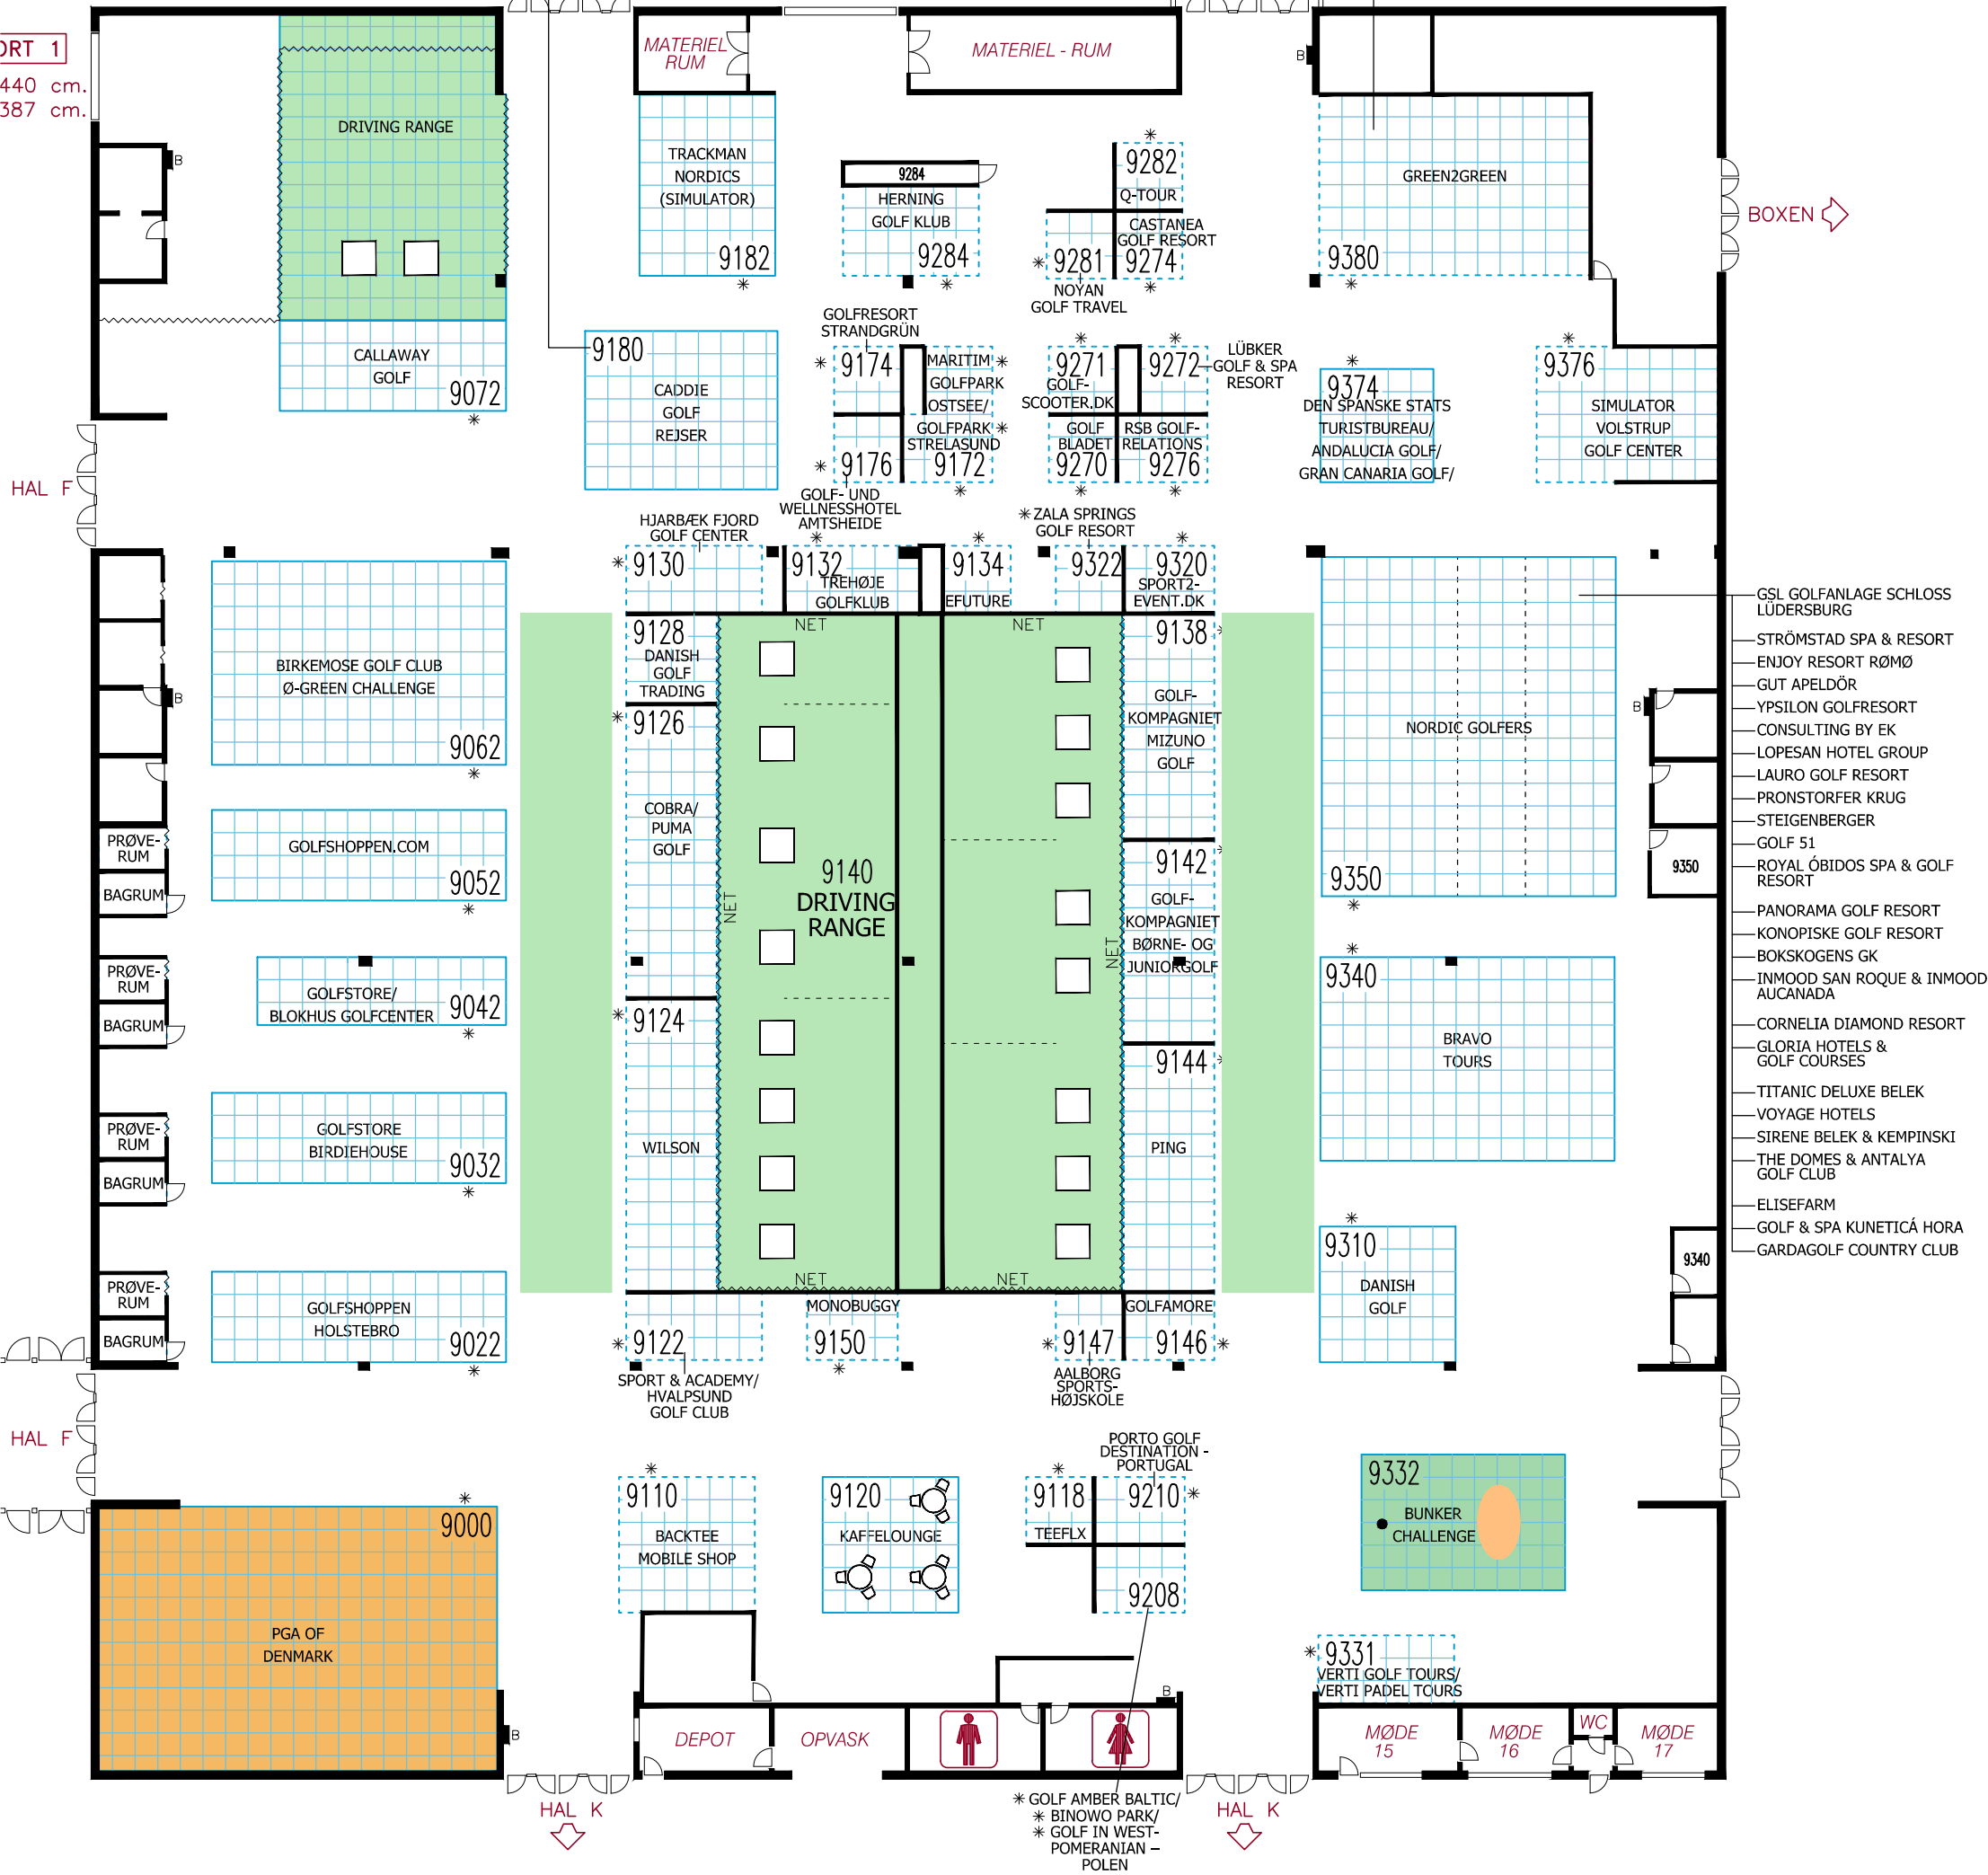 ORT 1
440 cm.
387 cm.
MATERIEL
RUM
MATERIEL - RUM
B
B
DRIVING RANGE
TRACKMAN
NORDICS
(SIMULATOR)
9182
9284
HERNING
GOLF KLUB
9284
9282
Q-TOUR
CASTANEA
GOLF RESORT
9281
9274
NOYAN
GOLF TRAVEL
GREEN2GREEN
9380
BOXEN
CALLAWAY
GOLF
9072
9180
CADDIE
GOLF
REJSER
GOLFRESORT
STRANDGRÜN
9174
MARITIM
GOLFPARK
OSTSEE/
GOLFPARK
STRELASUND
9176
9172
GOLF- UND
WELLNESSHOTEL
AMTSHEIDE
9271
GOLF-
SCOOTER.DK
9272
LÜBKER
GOLF & SPA
RESORT
GOLF
BLADET
9270
RSB GOLF-
RELATIONS
9276
9374
DEN SPANSKE STATS
TURISTBUREAU/
ANDALUCIA GOLF/
GRAN CANARIA GOLF/
9376
SIMULATOR
VOLSTRUP
GOLF CENTER
HAL F
HJARBÆK FJORD
GOLF CENTER
9130
9132
TREHØJE
GOLFKLUB
9134
EFUTURE
ZALA SPRINGS
GOLF RESORT
9322
9320
SPORT2-
EVENT.DK
BIRKEMOSE GOLF CLUB
Ø-GREEN CHALLENGE
9062
B
9128
DANISH
GOLF
TRADING
NET
NET
9138
GOLF-
KOMPAGNIET
MIZUNO
GOLF
9126
COBRA/
PUMA
GOLF
NET
9140
DRIVING
RANGE
NET
9142
GOLF-
KOMPAGNIET
BØRNE- OG
JUNIORGOLF
NORDIC GOLFERS
9350
B
9350
GSL GOLFANLAGE SCHLOSS
LÜDERSBURG
STRÖMSTAD SPA & RESORT
ENJOY RESORT RØMØ
GUT APELDÖR
YPSILON GOLFRESORT
CONSULTING BY EK
LOPESAN HOTEL GROUP
LAURO GOLF RESORT
PRONSTORFER KRUG
STEIGENBERGER
GOLF 51
ROYAL ÓBIDOS SPA & GOLF
RESORT
PANORAMA GOLF RESORT
KONOPISKE GOLF RESORT
BOKSKOGENS GK
INMOOD SAN ROQUE & INMOOD
AUCANADA
CORNELIA DIAMOND RESORT
GLORIA HOTELS &
GOLF COURSES
TITANIC DELUXE BELEK
VOYAGE HOTELS
SIRENE BELEK & KEMPINSKI
THE DOMES & ANTALYA
GOLF CLUB
ELISEFARM
GOLF & SPA KUNETICÁ HORA
GARDAGOLF COUNTRY CLUB
PRØVE-
RUM
BAGRUM
GOLFSHOPPEN.COM
9052
PRØVE-
RUM
BAGRUM
GOLFSTORE/
BLOKHUS GOLFCENTER
9042
9124
WILSON
9144
PING
9340
BRAVO
TOURS
PRØVE-
RUM
BAGRUM
GOLFSTORE
BIRDIEHOUSE
9032
9310
DANISH
GOLF
9340
PRØVE-
RUM
BAGRUM
GOLFSHOPPEN
HOLSTEBRO
9022
NET
NET
9122
SPORT & ACADEMY/
HVALPSUND
GOLF CLUB
MONOBUGGY
9150
9147
AALBORG
SPORTS-
HØJSKOLE
GOLFAMORE
9146
HAL F
9000
PGA OF
DENMARK
B
9110
BACKTEE
MOBILE SHOP
9120
KAFFELOUNGE
PORTO GOLF
DESTINATION -
PORTUGAL
9118
TEEFLX
9210
9208
9332
BUNKER
CHALLENGE
9331
VERTI GOLF TOURS/
VERTI PADEL TOURS
B
DEPOT
OPVASK
MØDE
15
MØDE
16
WC
MØDE
17
HAL K
HAL K
GOLF AMBER BALTIC/
BINOWO PARK/
GOLF IN WEST-
POMERANIAN –
POLEN